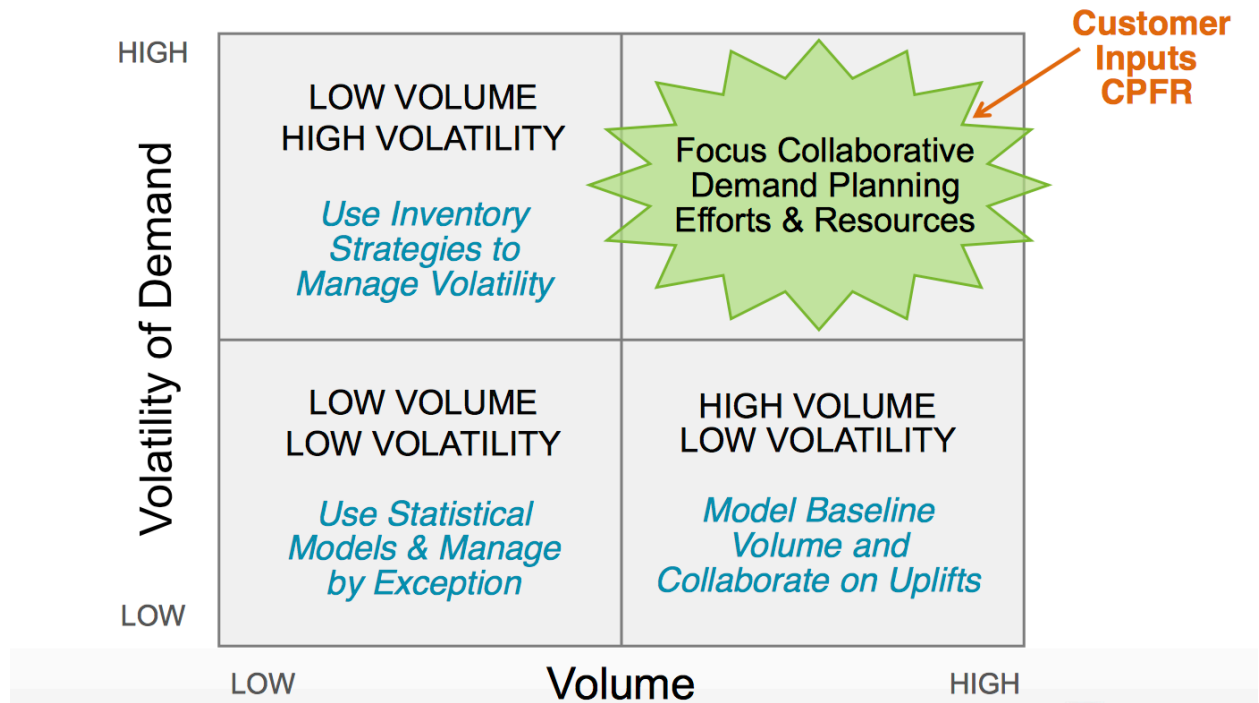 Customer
Inputs
CPFR
HIGH
LOW VOLUME
HIGH VOLATILITY
Use Inventory
Strategies to
Manage Volatility
Focus Collaborative
Demand Planning
Efforts & Resources
Volatility of Demand
LOW VOLUME
LOW VOLATILITY
Use Statistical
Models & Manage
by Exception
HIGH VOLUME
LOW VOLATILITY
Model Baseline
Volume and
Collaborate on Uplifts
LOW
LOW
Volume
HIGH